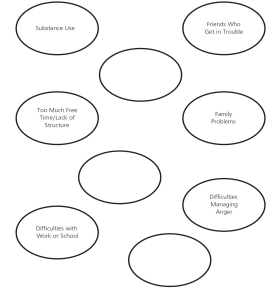 Substance Use
Friends Who
Get in Trouble
Too Much Free
Time/Lack of
Structure
Family
Problems
Difficulties
Managing
Anger
Difficulties with
Work or School